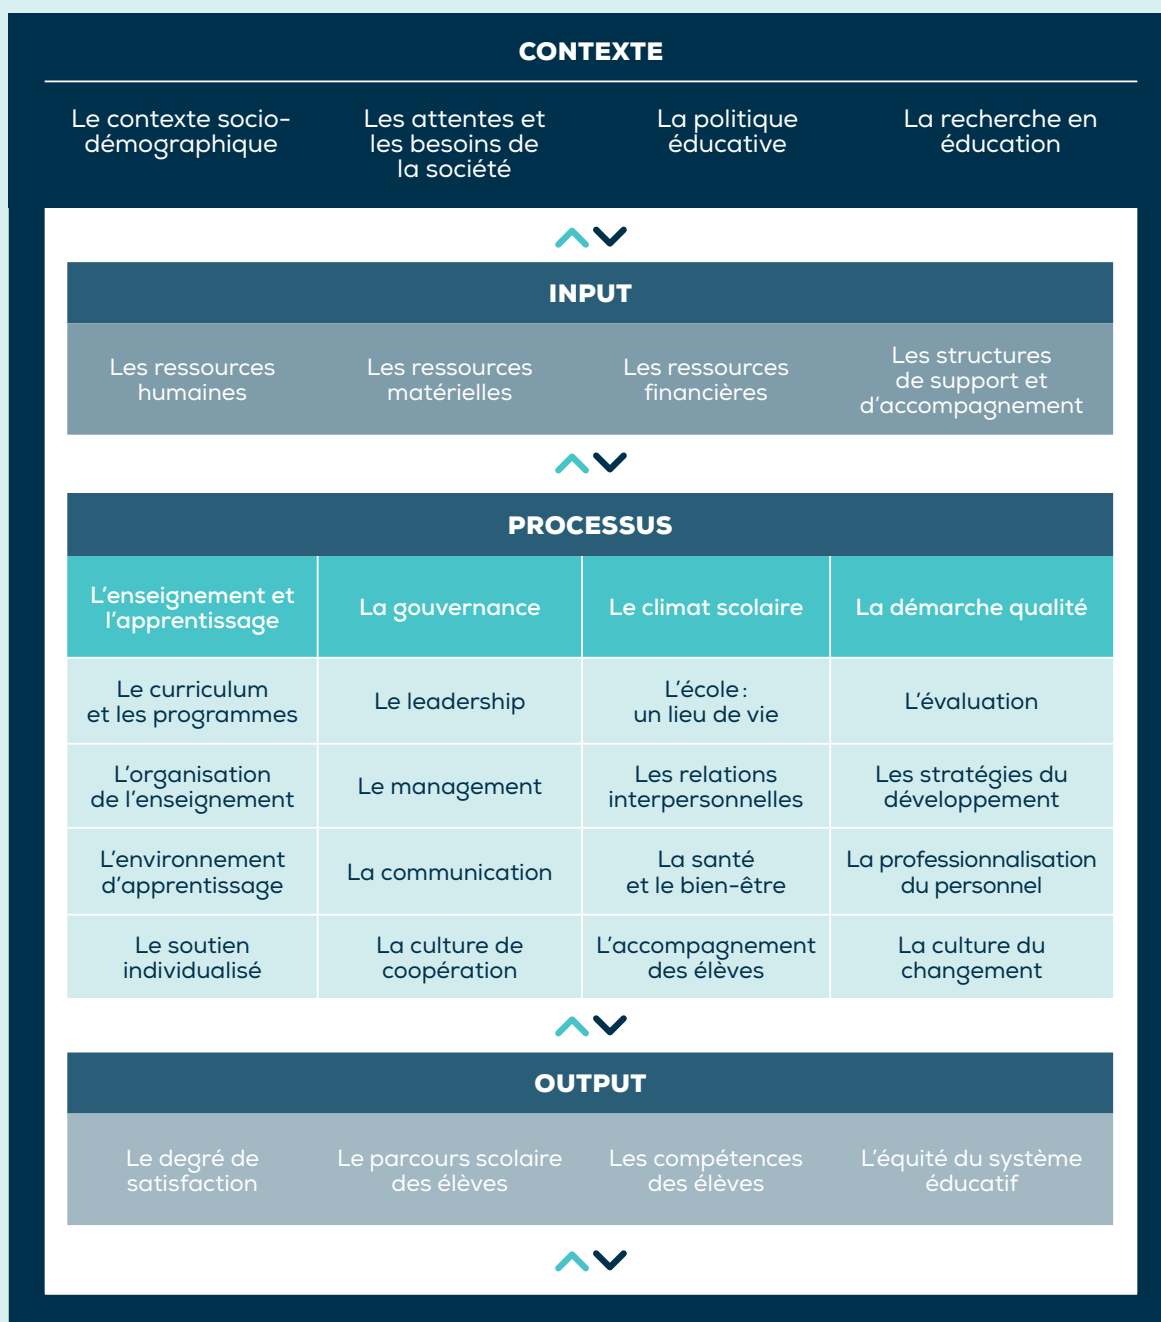 CONTEXTE
Le contexte socio-
démographique
Les attentes et
les besoins de
la société
La politique
éducative
La recherche en
éducation
INPUT
Les ressources
humaines
Les ressources
matérielles
Les ressources
financières
Les structures
de support et
d’accompagnement
PROCESSUS
L’enseignement et
l’apprentissage
La gouvernance
Le climat scolaire
La démarche qualité
Le curriculum
et les programmes
Le leadership
L’école :
un lieu de vie
L’évaluation
L’organisation
de l’enseignement
Le management
Les relations
interpersonnelles
Les stratégies du
développement
L’environnement
d’apprentissage
La communication
La santé
et le bien-être
La professionnalisation
du personnel
Le soutien
individualisé
La culture de
coopération
L’accompagnement
des élèves
La culture du
changement
OUTPUT
Le degré de
satisfaction
Le parcours scolaire
des élèves
Les compétences
des élèves
L’équité du système
éducatif